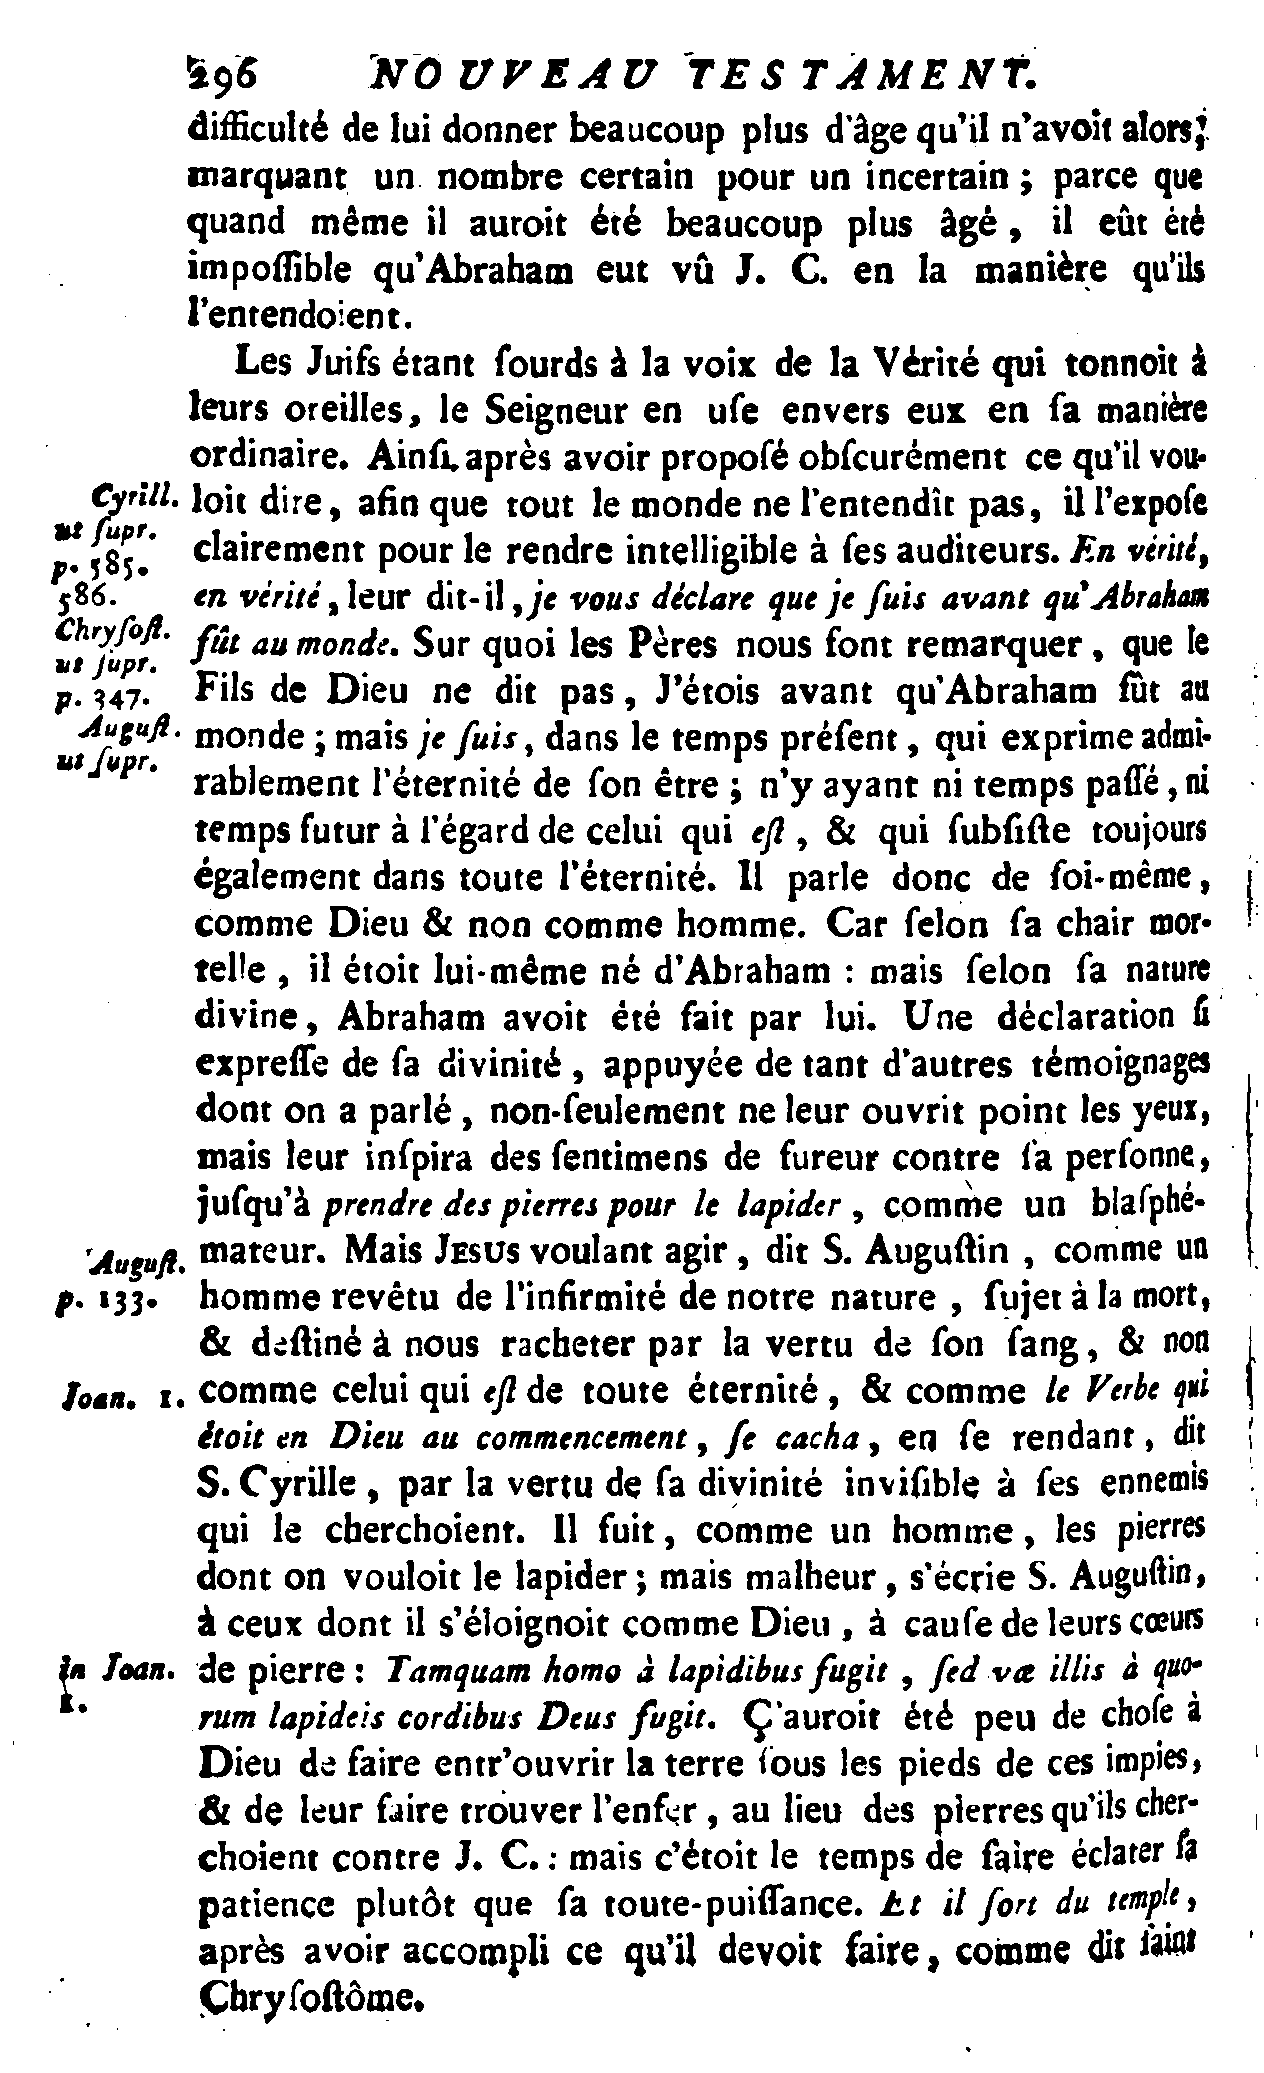 296 NOUVEAU TESTAMENT.
difficulté de lui donner beaucoup plus d'âge qu'il n'avoit alors;
marquant un nombre certain pour un incertain ; parce que
quand même il auroit été beaucoup plus âgé , il eût été
impoſſible qu'Abraham eut vû J. C. en la manière qu'ils
l'entendoient.
Les Juifs étant ſourds à la voix de la Vérité qui tonnoit à
leurs oreilles, le Seigneur en uſe envers eux en ſa manière
ordinaire. Ainſi, après avoir propoſé obſcurément ce qu'il vou-
Cyrill. loit dire, afin que tout le monde ne l'entendît pas, il l'expoſe
ut ſupr.
p. 585. clairement pour le rendre intelligible à ſes auditeurs. En vérité,
586. en vérité, leur dit-il, je vous déclare que je ſuis avant qu'Abraham
Chryſoſt. fût au monde. Sur quoi les Pères nous font remarquer , que le
ut ſupr.
p. 347. Fils de Dieu ne dit pas , J'étois avant qu'Abraham fût au
Auguſt. monde ; mais je ſuis, dans le temps préſent , qui exprime admi-
ut ſupr.
rablement l'éternité de ſon être ; n'y ayant ni temps paſſé , ni
temps futur à l'égard de celui qui eſt , & qui ſubſiſte toujours
également dans toute l'éternité. Il parle donc de ſoi-même,
comme Dieu & non comme homme. Car ſelon ſa chair mor-
telle , il étoit lui-même né d'Abraham : mais ſelon ſa nature
divine, Abraham avoit été fait par lui. Une déclaration ſi
expreſſe de ſa divinité , appuyée de tant d'autres témoignages
dont on a parlé , non-ſeulement ne leur ouvrit point les yeux,
mais leur inſpira des ſentimens de fureur contre ſa perſonne,
juſqu'à prendre des pierres pour le lapider , comme un blaſphé-
Auguſt. mateur. Mais JESUS voulant agir , dit S. Auguſtin , comme un
p. 133. homme revêtu de l'infirmité de notre nature , ſujet à la mort,
& deſtiné à nous racheter par la vertu de ſon ſang, & non
Joan. 1. comme celui qui eſt de toute éternité , & comme le Verbe qui
étoit en Dieu au commencement, ſe cacha, en ſe rendant, dit
S. Cyrille , par la vertu de ſa divinité inviſible à ſes ennemis
qui le cherchoient. Il fuit, comme un homme, les pierres
dont on vouloit le lapider ; mais malheur, s'écrie S. Auguſtin,
à ceux dont il s'éloignoit comme Dieu , à cauſe de leurs cœurs
in Joan. de pierre : Tamquam homo à lapidibus fugit , ſed væ illis à quo-
1.
rum lapideis cordibus Deus fugit. Ç'auroit été peu de choſe à
Dieu de faire entr'ouvrir la terre ſous les pieds de ces impies,
& de leur faire trouver l'enfer, au lieu des pierres qu'ils cher-
choient contre J. C. : mais c'étoit le temps de faire éclater ſa
patience plutôt que ſa toute-puiſſance. Et il ſort du temple,
après avoir accompli ce qu'il devoit faire, comme dit ſaint
Chryſoſtôme.